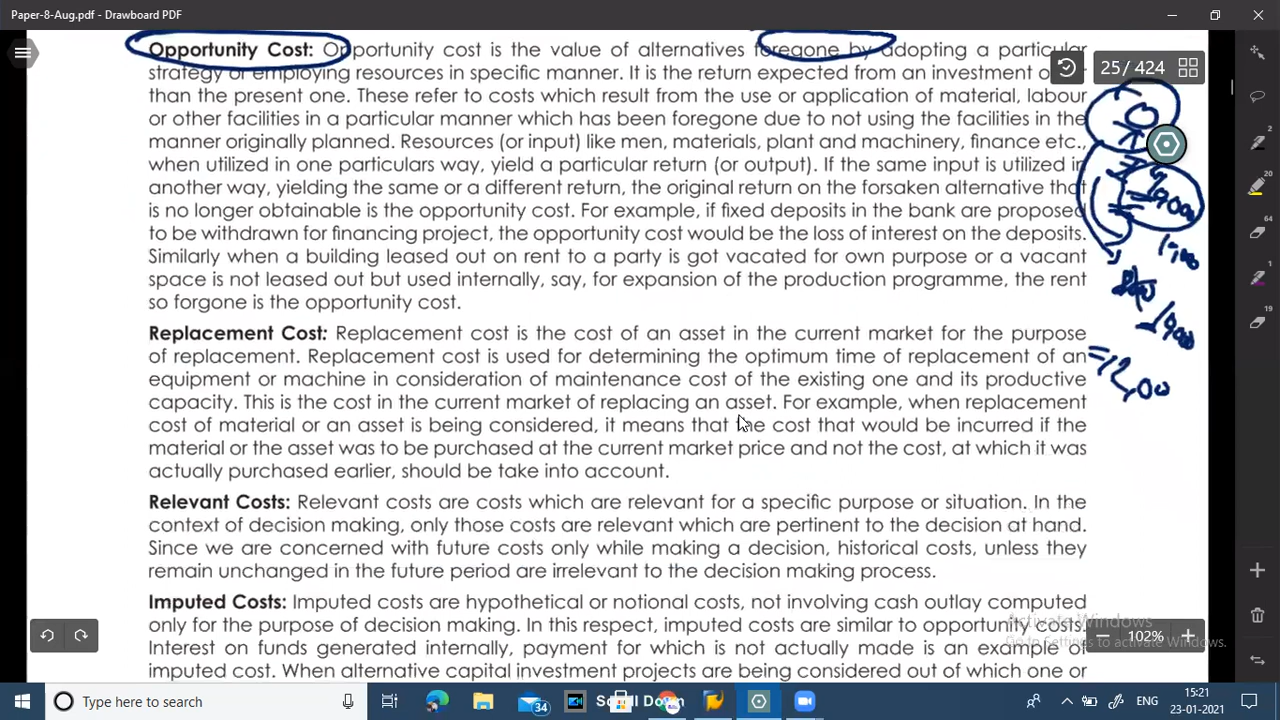 Paper-8-Aug.pdf - Drawboard PDF
Opportunity Cost: Opportunity cost is the value of alternatives foregone by adopting a particular
strategy or employing resources in specific manner. It is the return expected from an investment
than the present one. These refer to costs which result from the use or application of material, labour
or other facilities in a particular manner which has been foregone due to not using the facilities in the
manner originally planned. Resources (or input) like men, materials, plant and machinery, finance etc.,
when utilized in one particulars way, yield a particular return (or output). If the same input is utilized in
another way, yielding the same or a different return, the original return on the forsaken alternative that
is no longer obtainable is the opportunity cost. For example, if fixed deposits in the bank are proposed
to be withdrawn for financing project, the opportunity cost would be the loss of interest on the deposits.
Similarly when a building leased out on rent to a party is got vacated for own purpose or a vacant
space is not leased out but used internally, say, for expansion of the production programme, the rent
so forgone is the opportunity cost.
25 / 424
Replacement Cost: Replacement cost is the cost of an asset in the current market for the purpose
of replacement. Replacement cost is used for determining the optimum time of replacement of an
equipment or machine in consideration of maintenance cost of the existing one and its productive
capacity. This is the cost in the current market of replacing an asset. For example, when replacement
cost of material or an asset is being considered, it means that the cost that would be incurred if the
material or the asset was to be purchased at the current market price and not the cost, at which it was
actually purchased earlier, should be take into account.
Relevant Costs: Relevant costs are costs which are relevant for a specific purpose or situation. In the
context of decision making, only those costs are relevant which are pertinent to the decision at hand.
Since we are concerned with future costs only while making a decision, historical costs, unless they
remain unchanged in the future period are irrelevant to the decision making process.
Imputed Costs: Imputed costs are hypothetical or notional costs, not involving cash outlay computed
only for the purpose of decision making. In this respect, imputed costs are similar to opportunity costs.
Interest on funds generated internally, payment for which is not actually made is an example of
imputed cost. When alternative capital investment projects are being considered out of which one or
Activate Windows
Go to Settings to activate Windows.
102%
20
64
19
Type here to search
34
ENG
15:21
23-01-2021